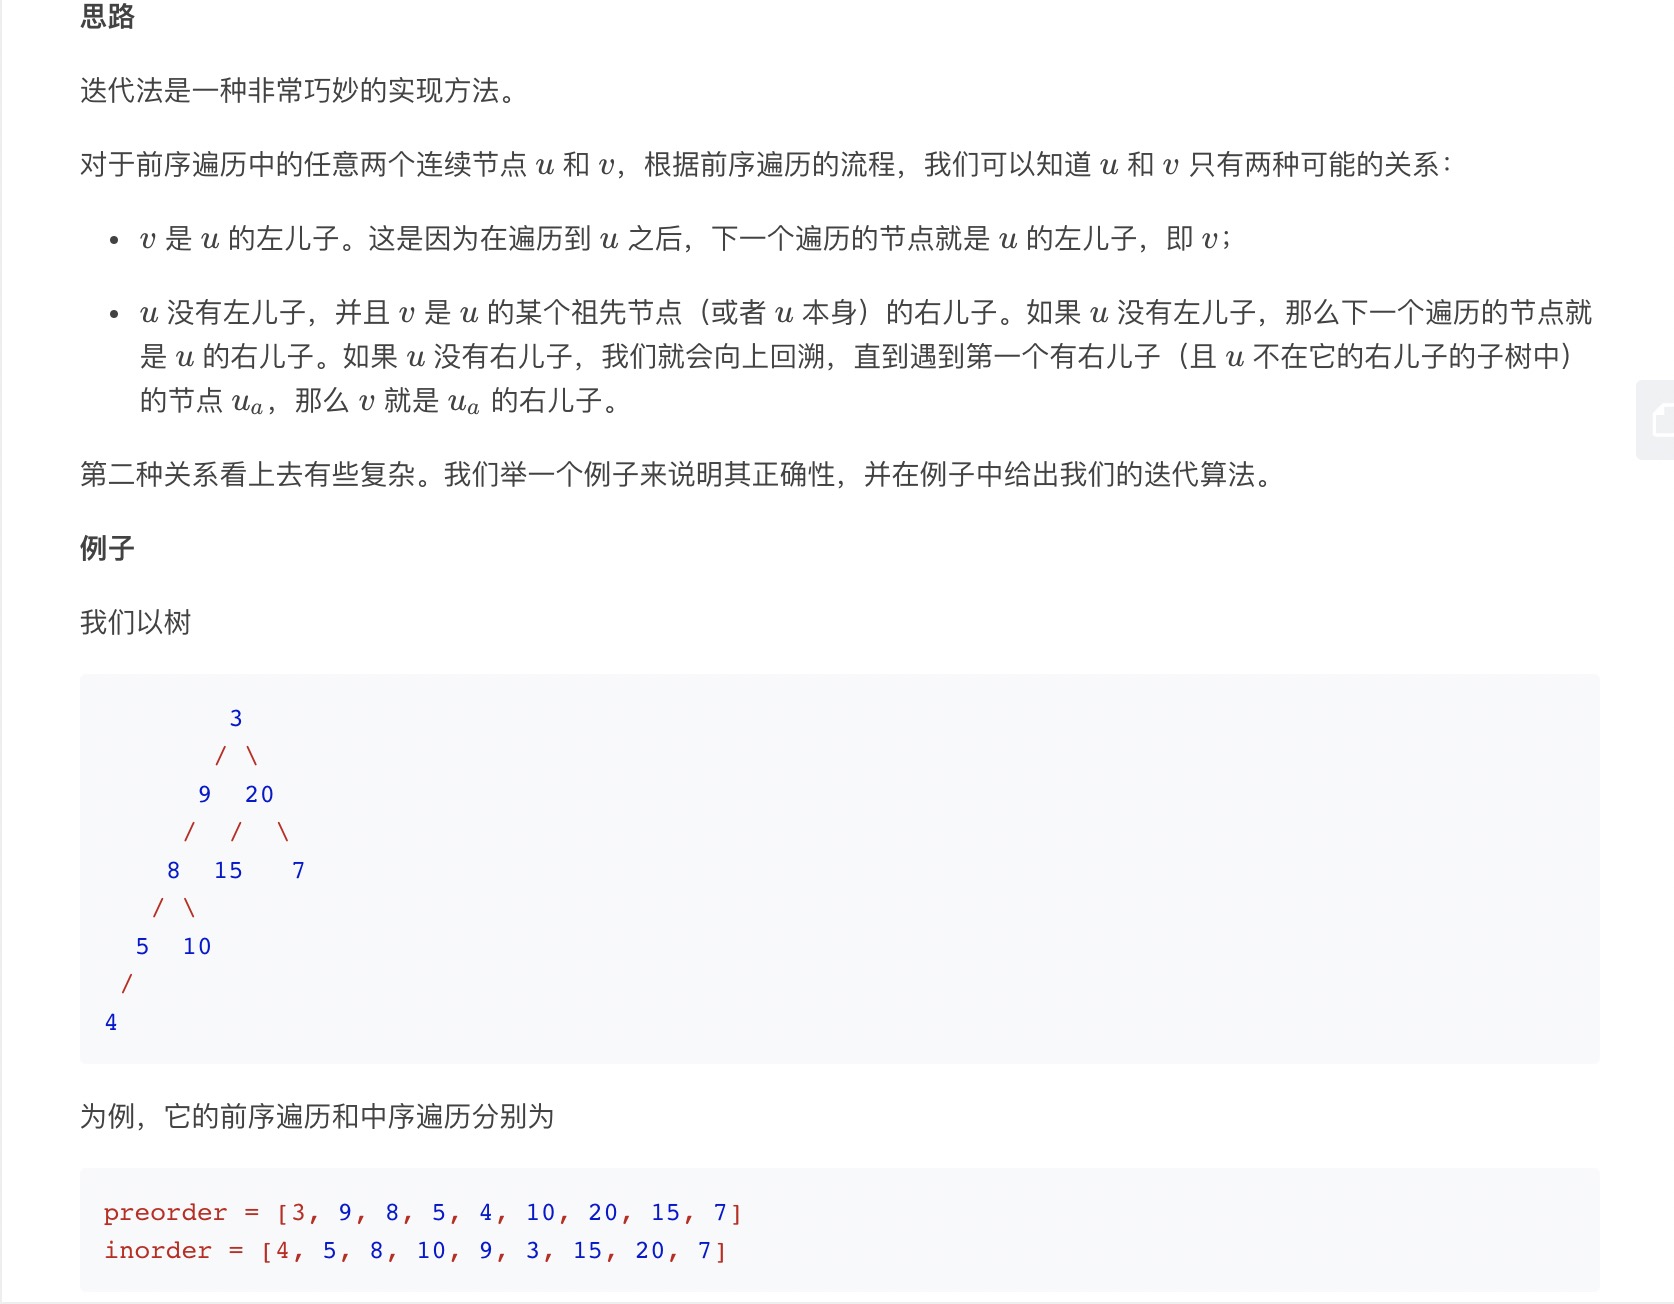 思路
迭代法是一种非常巧妙的实现方法。
对于前序遍历中的任意两个连续节点 u 和 v，根据前序遍历的流程，我们可以知道 u 和 v 只有两种可能的关系：
• v 是 u 的左儿子。这是因为在遍历到 u 之后，下一个遍历的节点就是 u 的左儿子，即 v；
• u 没有左儿子，并且 v 是 u 的某个祖先节点（或者 u 本身）的右儿子。如果 u 没有左儿子，那么下一个遍历的节点就
是 u 的右儿子。如果 u 没有右儿子，我们就会向上回溯，直到遇到第一个有右儿子（且 u 不在它的右儿子的子树中）
的节点 u_a，那么 v 就是 u_a 的右儿子。
第二种关系看上去有些复杂。我们举一个例子来说明其正确性，并在例子中给出我们的迭代算法。
例子
我们以树
        3
       / \
      9  20
     /  /  \
    8  15   7
   / \
  5  10
 /
4
为例，它的前序遍历和中序遍历分别为
preorder = [3, 9, 8, 5, 4, 10, 20, 15, 7]
inorder = [4, 5, 8, 10, 9, 3, 15, 20, 7]